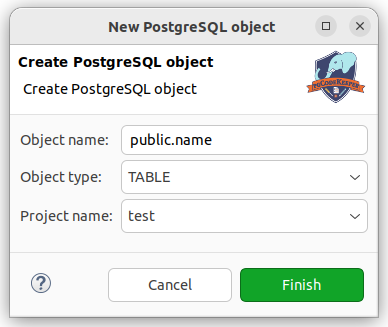 New PostgreSQL object
Create PostgreSQL object
Create PostgreSQL object
PGCODEKEEPER
Object name: public.name
Object type: TABLE
Project name: test
? Cancel Finish